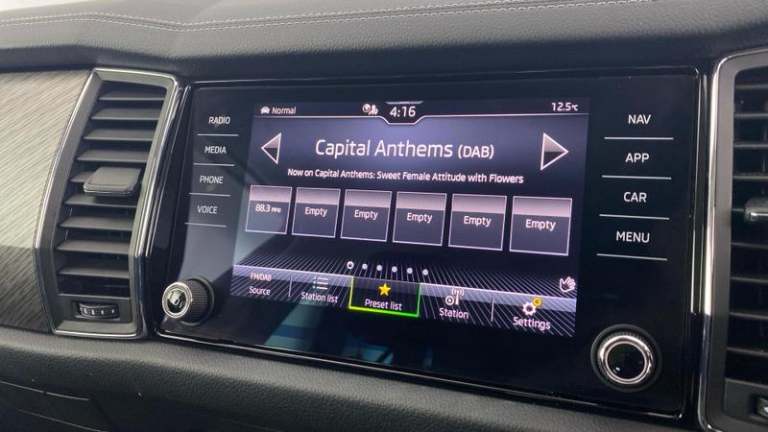 Normal
4:16
12.5°C
RADIO
MEDIA
PHONE
VOICE
Capital Anthems (DAB)
Now on Capital Anthems: Sweet Female Attitude with Flowers
88.3 MHz
Empty
Empty
Empty
Empty
Empty
FM/DAB
Source
Station list
Preset list
Station
Settings
NAV
APP
CAR
MENU